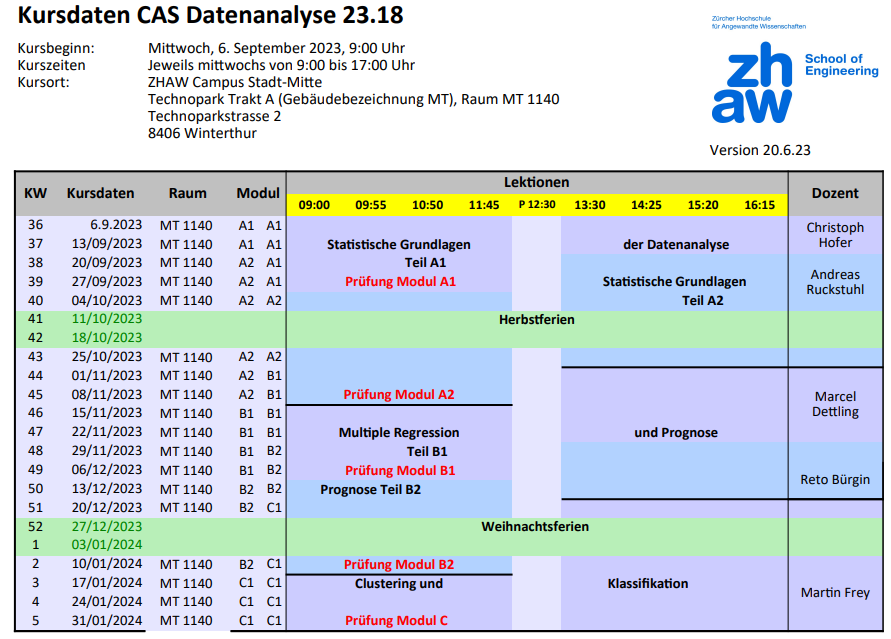 Kursdaten CAS Datenanalyse 23.18
Zürcher Hochschule
für Angewandte Wissenschaften
zhaw
School of
Engineering
Kursbeginn: Mittwoch, 6. September 2023, 9:00 Uhr
Kurszeiten Jeweils mittwochs von 9:00 bis 17:00 Uhr
Kursort: ZHAW Campus Stadt-Mitte
Technopark Trakt A (Gebäudebezeichnung MT), Raum MT 1140
Technoparkstrasse 2
8406 Winterthur
Version 20.6.23
KW Kursdaten Raum Modul Lektionen Dozent
09:00 09:55 10:50 11:45 P 12:30 13:30 14:25 15:20 16:15
36 6.9.2023 MT 1140 A1 A1 Christoph
37 13/09/2023 MT 1140 A1 A1 Statistische Grundlagen der Datenanalyse Hofer
38 20/09/2023 MT 1140 A2 A1 Teil A1
39 27/09/2023 MT 1140 A2 A1 Prüfung Modul A1 Statistische Grundlagen Andreas
40 04/10/2023 MT 1140 A2 A2 Teil A2 Ruckstuhl
41 11/10/2023 Herbstferien
42 18/10/2023
43 25/10/2023 MT 1140 A2 A2
44 01/11/2023 MT 1140 A2 B1
45 08/11/2023 MT 1140 A2 B1 Prüfung Modul A2 Marcel
46 15/11/2023 MT 1140 B1 B1 Dettling
47 22/11/2023 MT 1140 B1 B1 Multiple Regression und Prognose
48 29/11/2023 MT 1140 B1 B2 Teil B1
49 06/12/2023 MT 1140 B1 B2 Prüfung Modul B1
50 13/12/2023 MT 1140 B2 B2 Prognose Teil B2 Reto Bürgin
51 20/12/2023 MT 1140 B2 C1
52 27/12/2023 Weihnachtsferien
1 03/01/2024
2 10/01/2024 MT 1140 B2 C1 Prüfung Modul B2
3 17/01/2024 MT 1140 C1 C1 Clustering und Klassifikation Martin Frey
4 24/01/2024 MT 1140 C1 C1
5 31/01/2024 MT 1140 C1 C1 Prüfung Modul C